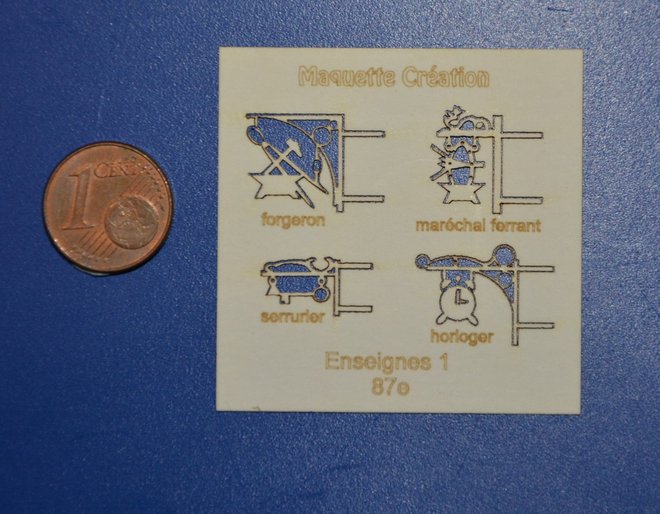 1 CENT
Maquette Création
forgeron
maréchal ferrant
serrurier
horloger
Enseignes 1
87e